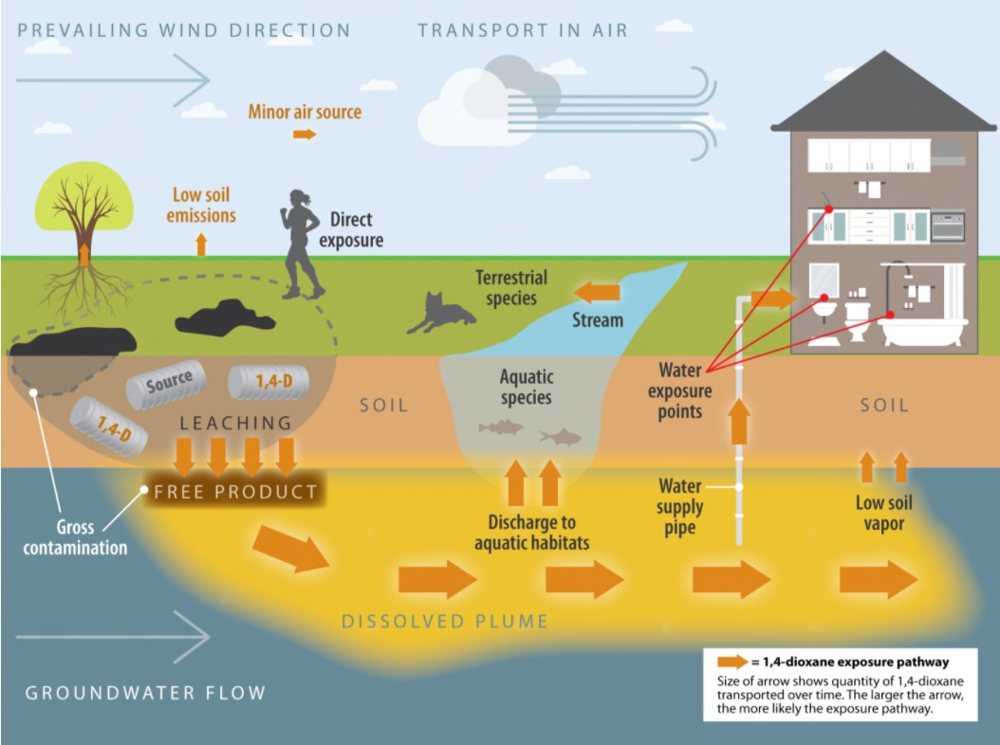 PREVAILING WIND DIRECTION
TRANSPORT IN AIR
Minor air source
Low soil
emissions
Direct
exposure
Terrestrial
species
Stream
Source
1,4-D
1,4-D
LEACHING
SOIL
Aquatic
species
Water
exposure
points
SOIL
FREE PRODUCT
Gross
contamination
Discharge to
aquatic habitats
Water
supply
pipe
Low soil
vapor
DISSOLVED PLUME
GROUNDWATER FLOW
= 1,4-dioxane exposure pathway
Size of arrow shows quantity of 1,4-dioxane
transported over time. The larger the arrow,
the more likely the exposure pathway.